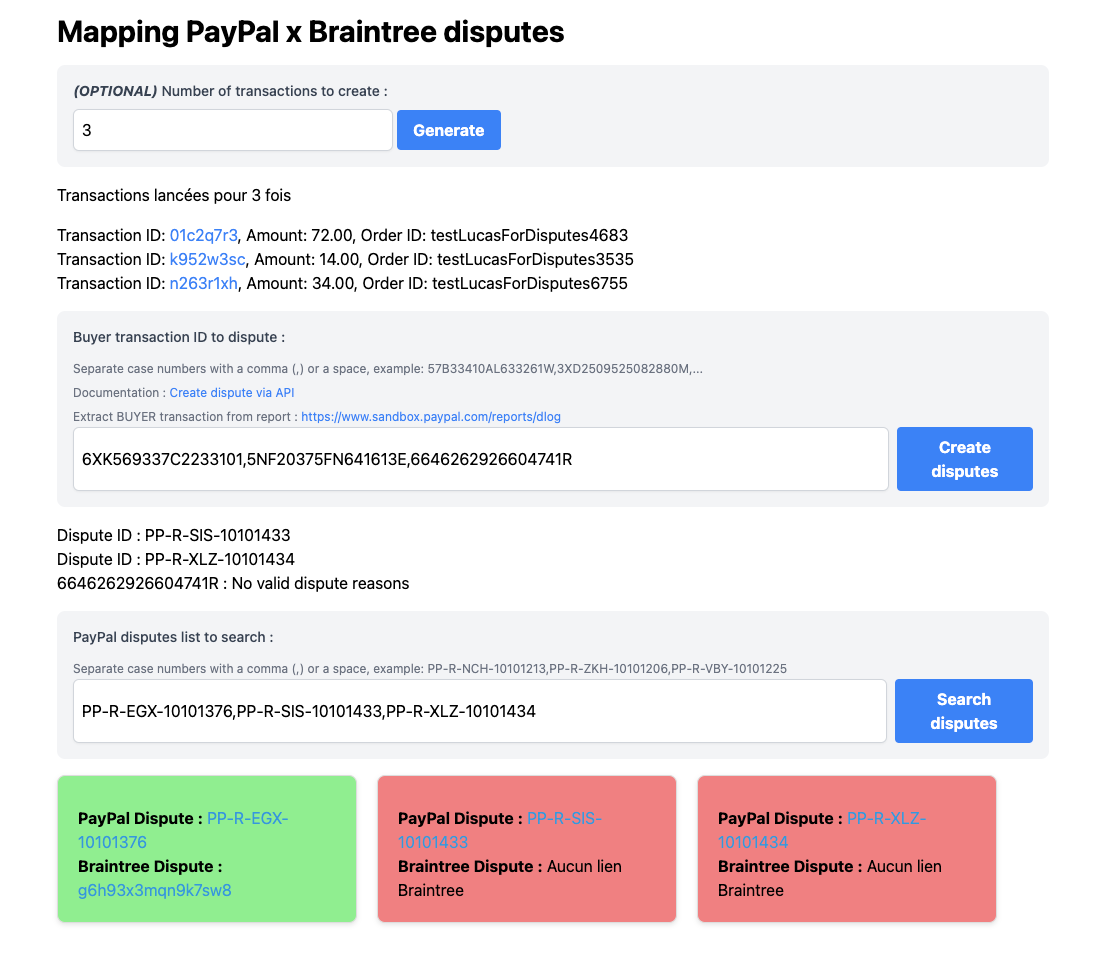 Mapping PayPal x Braintree disputes
(OPTIONAL) Number of transactions to create :
3
Generate
Transactions lancées pour 3 fois
Transaction ID: 01c2q7r3, Amount: 72.00, Order ID: testLucasForDisputes4683
Transaction ID: k952w3sc, Amount: 14.00, Order ID: testLucasForDisputes3535
Transaction ID: n263r1xh, Amount: 34.00, Order ID: testLucasForDisputes6755
Buyer transaction ID to dispute :
Separate case numbers with a comma (,) or a space, example: 57B33410AL633261W,3XD2509525082880M,...
Documentation : Create dispute via API
Extract BUYER transaction from report : https://www.sandbox.paypal.com/reports/dlog
6XK569337C2233101,5NF20375FN641613E,6646262926604741R
Create
disputes
Dispute ID : PP-R-SIS-10101433
Dispute ID : PP-R-XLZ-10101434
6646262926604741R : No valid dispute reasons
PayPal disputes list to search :
Separate case numbers with a comma (,) or a space, example: PP-R-NCH-10101213,PP-R-ZKH-10101206,PP-R-VBY-10101225
PP-R-EGX-10101376,PP-R-SIS-10101433,PP-R-XLZ-10101434
Search
disputes
PayPal Dispute : PP-R-EGX-
10101376
Braintree Dispute :
g6h93x3mqn9k7sw8
PayPal Dispute : PP-R-SIS-
10101433
Braintree Dispute : Aucun lien
Braintree
PayPal Dispute : PP-R-XLZ-
10101434
Braintree Dispute : Aucun lien
Braintree